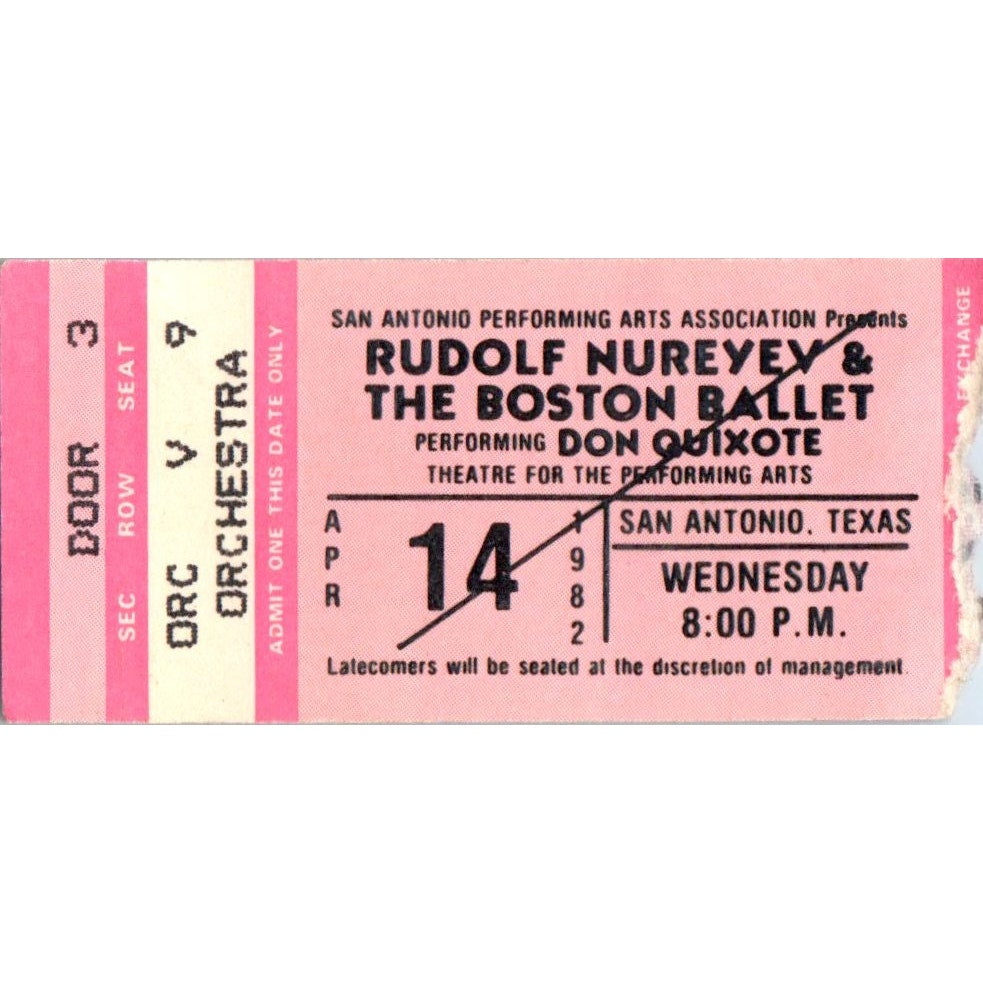 DOOR 3
SEC ROW SEAT
ORC V 9
ORCHESTRA
ADMIT ONE THIS DATE ONLY
SAN ANTONIO PERFORMING ARTS ASSOCIATION Presents
RUDOLF NUREYEV &
THE BOSTON BALLET
PERFORMING DON QUIXOTE
THEATRE FOR THE PERFORMING ARTS
APR 14 1982
SAN ANTONIO, TEXAS
WEDNESDAY
8:00 P.M.
Latecomers will be seated at the discretion of management.
EXCHANGE